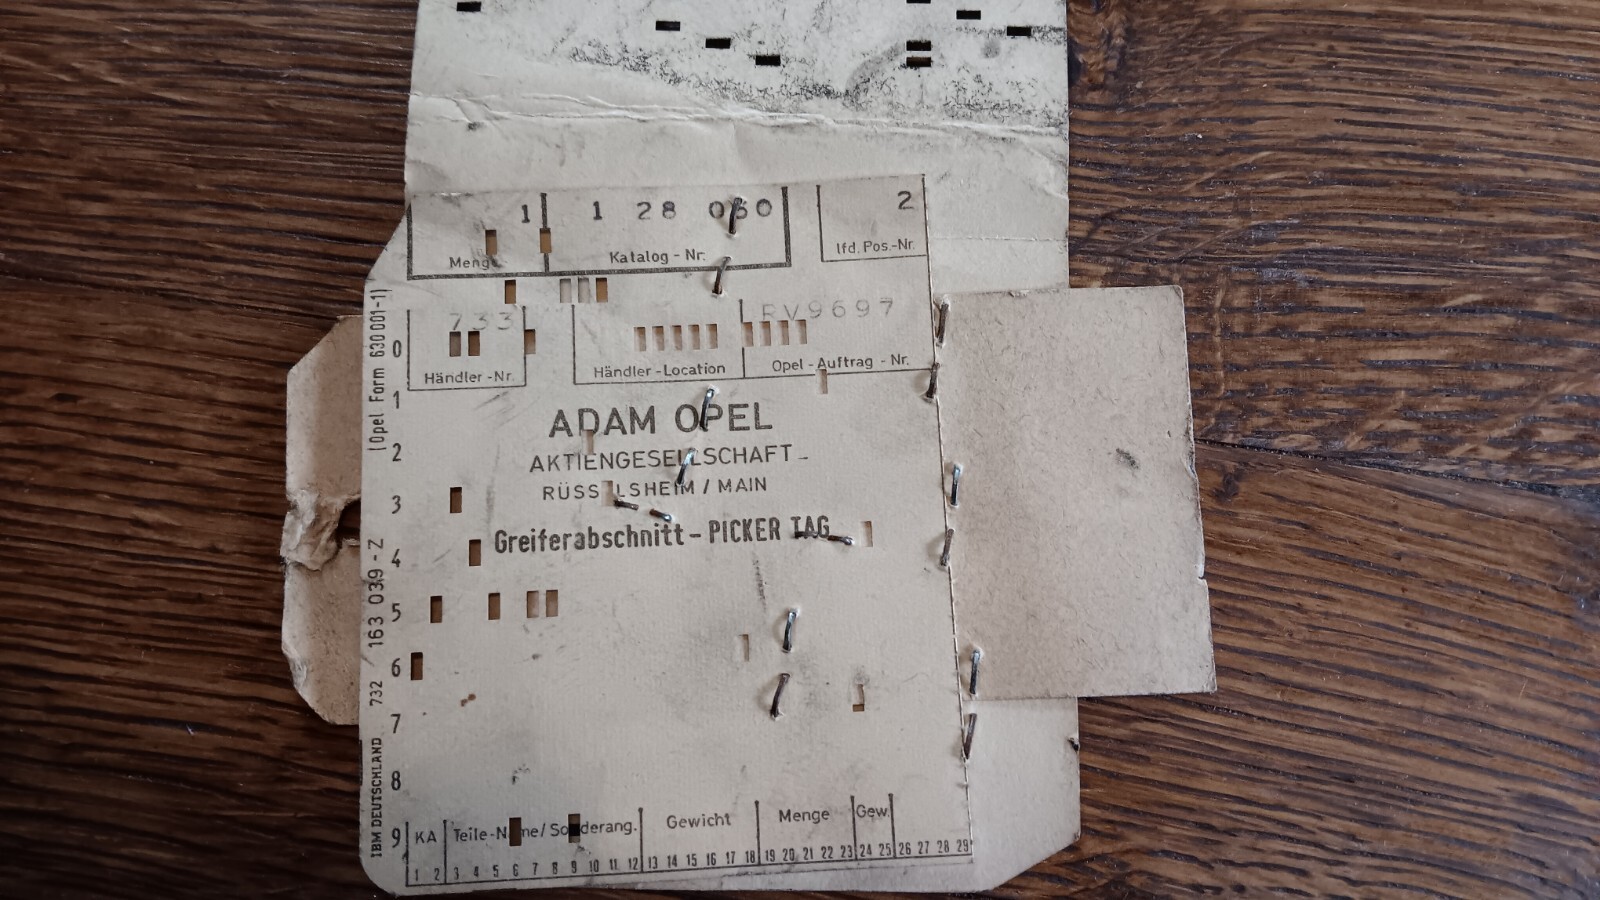 1 1 28 060 2
Menge Katalog - Nr. lfd. Pos.-Nr.
733 RV9697
Händler -Nr. Händler-Location Opel-Auftrag - Nr.
ADAM OPEL
AKTIENGESELLSCHAFT
RÜSSELSHEIM / MAIN
Greiferabschnitt - PICKER TAG
0
1
2
3
4
5
6
7
8
9
KA Teile-Name/Sonderang. Gewicht Menge Gew.
1 2 3 4 5 6 7 8 9 10 11 12 13 14 15 16 17 18 19 20 21 22 23 24 25 26 27 28 29
IBM DEUTSCHLAND 732 163 039 - Z (Opel Form 630 001-1)